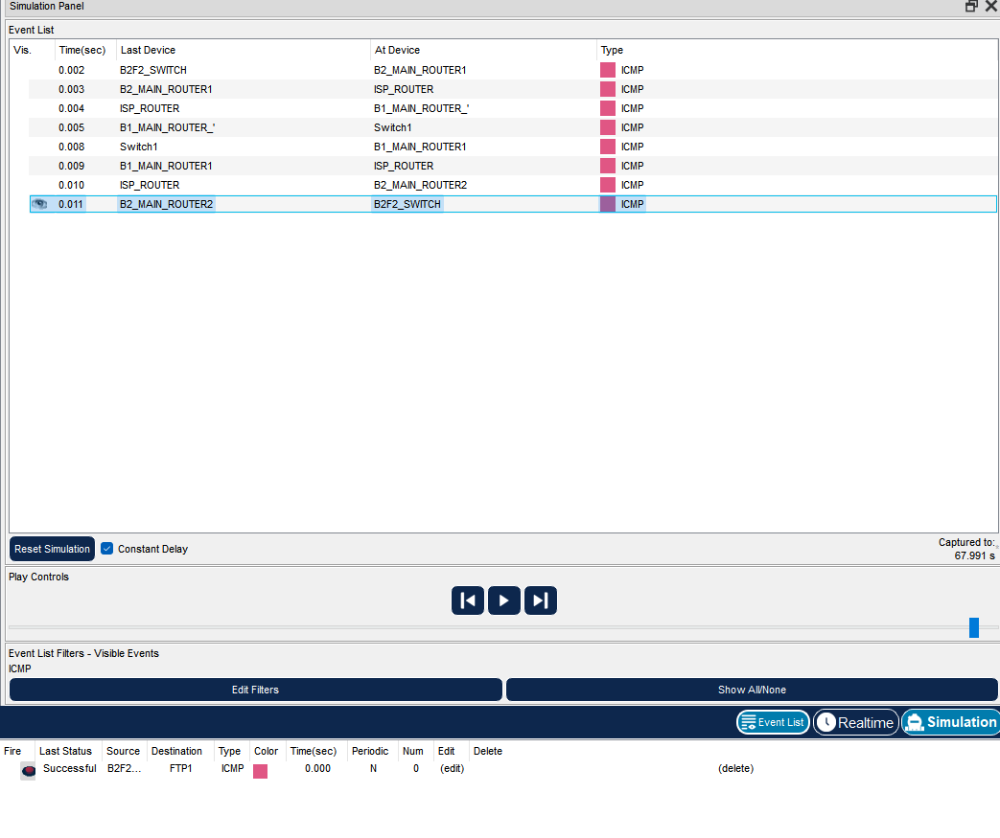 Simulation Panel
Event List
Vis. Time(sec) Last Device At Device Type
0.002 B2F2_SWITCH B2_MAIN_ROUTER1 ICMP
0.003 B2_MAIN_ROUTER1 ISP_ROUTER ICMP
0.004 ISP_ROUTER B1_MAIN_ROUTER_' ICMP
0.005 B1_MAIN_ROUTER_' Switch1 ICMP
0.008 Switch1 B1_MAIN_ROUTER1 ICMP
0.009 B1_MAIN_ROUTER1 ISP_ROUTER ICMP
0.010 ISP_ROUTER B2_MAIN_ROUTER2 ICMP
0.011 B2_MAIN_ROUTER2 B2F2_SWITCH ICMP
Reset Simulation Constant Delay Captured to:
67.991 s
Play Controls
Event List Filters - Visible Events
ICMP
Edit Filters Show All/None
Event List Realtime Simulation
Fire Last Status Source Destination Type Color Time(sec) Periodic Num Edit Delete
Successful B2F2... FTP1 ICMP 0.000 N 0 (edit) (delete)